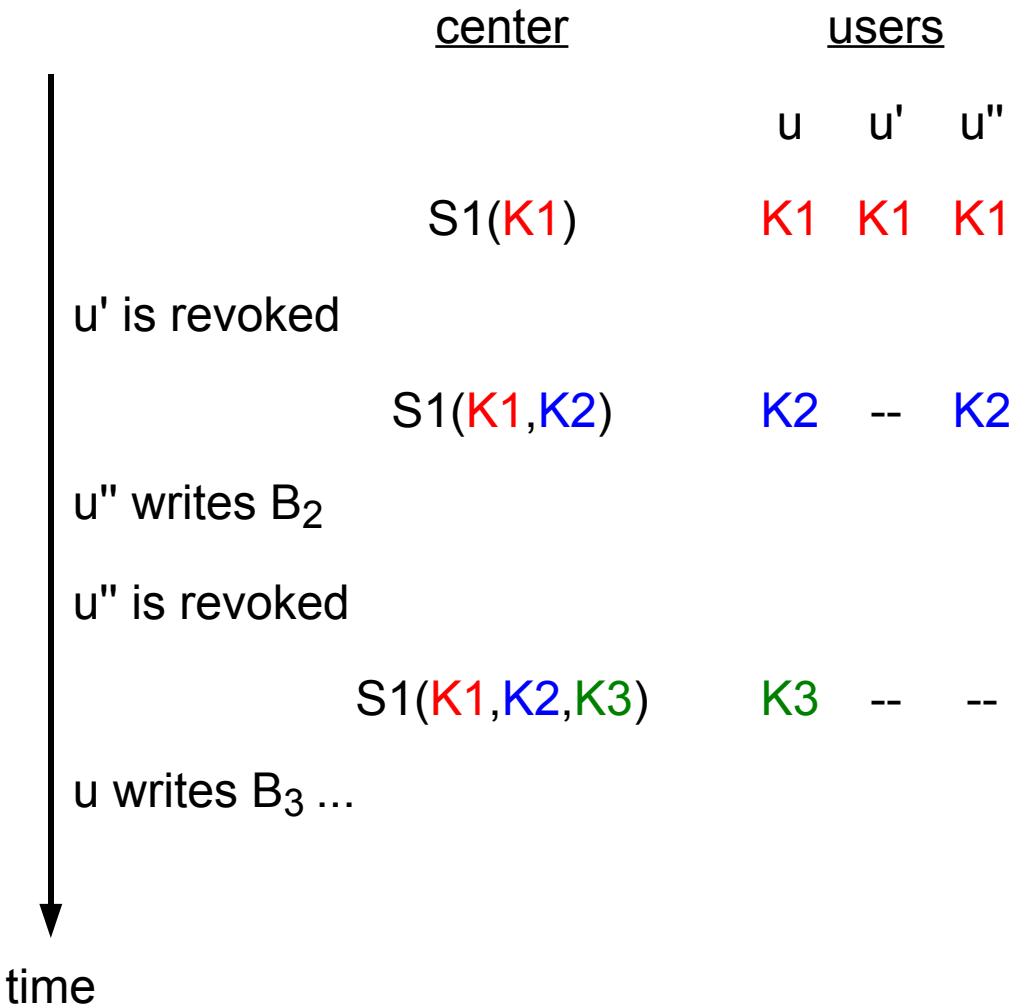 center users
u u' u"
S1(K1) K1 K1 K1
u' is revoked
S1(K1,K2) K2 -- K2
u" writes B₂
u" is revoked
S1(K1,K2,K3) K3 -- --
u writes B₃ ...
time